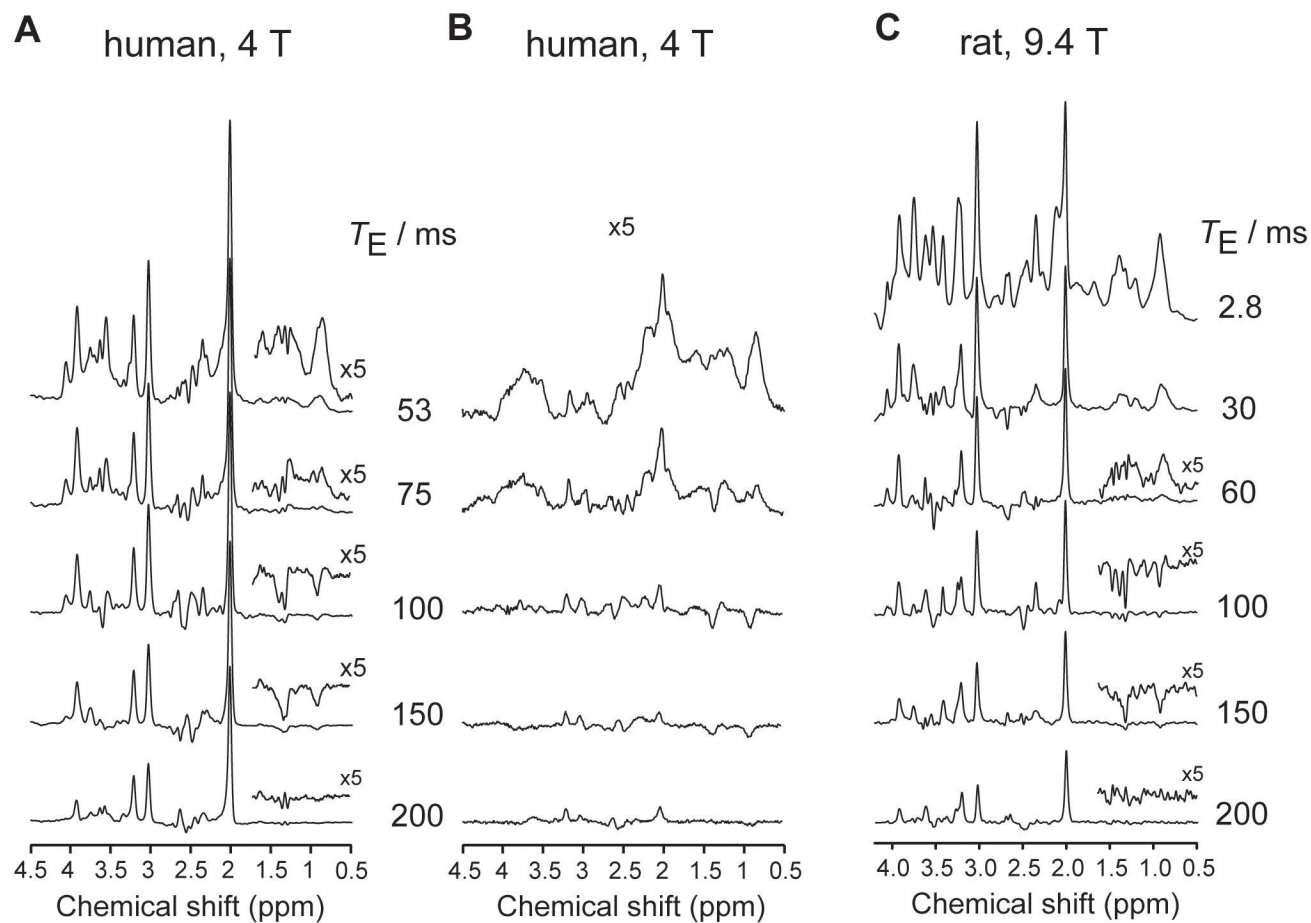 A human, 4 T
B human, 4 T
C rat, 9.4 T
TE / ms
x5
TE / ms
2.8
x5
53
30
x5
x5
75
60
x5
x5
100
100
x5
x5
150
150
x5
x5
200
200
4.5 4 3.5 3 2.5 2 1.5 1 0.5
4.5 4 3.5 3 2.5 2 1.5 1 0.5
4.0 3.5 3.0 2.5 2.0 1.5 1.0 0.5
Chemical shift (ppm)
Chemical shift (ppm)
Chemical shift (ppm)